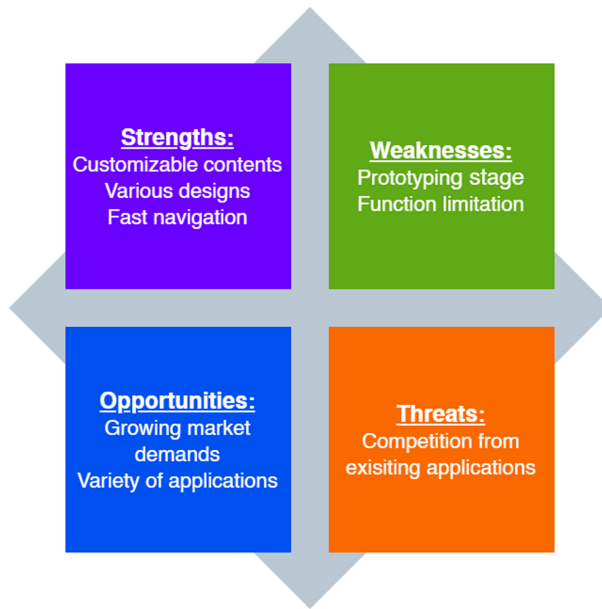 Strengths:
Customizable contents
Various designs
Fast navigation
Weaknesses:
Prototyping stage
Function limitation
Opportunities:
Growing market
demands
Variety of applications
Threats:
Competition from
exisiting applications